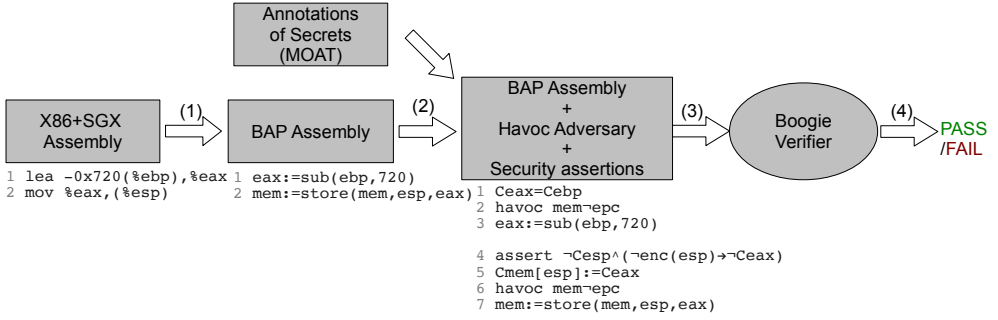 Annotations
of Secrets
(MOAT)
X86+SGX
Assembly
(1)
BAP Assembly
(2)
BAP Assembly
+
Havoc Adversary
+
Security assertions
(3)
Boogie
Verifier
(4)
PASS
/FAIL
1 lea -0x720(%ebp),%eax
2 mov %eax,(%esp)
1 eax:=sub(ebp,720)
2 mem:=store(mem,esp,eax)
1 Ceax=Cebp
2 havoc mem¬epc
3 eax:=sub(ebp,720)
4 assert ¬Cesp^(¬enc(esp)→¬Ceax)
5 Cmem[esp]:=Ceax
6 havoc mem¬epc
7 mem:=store(mem,esp,eax)